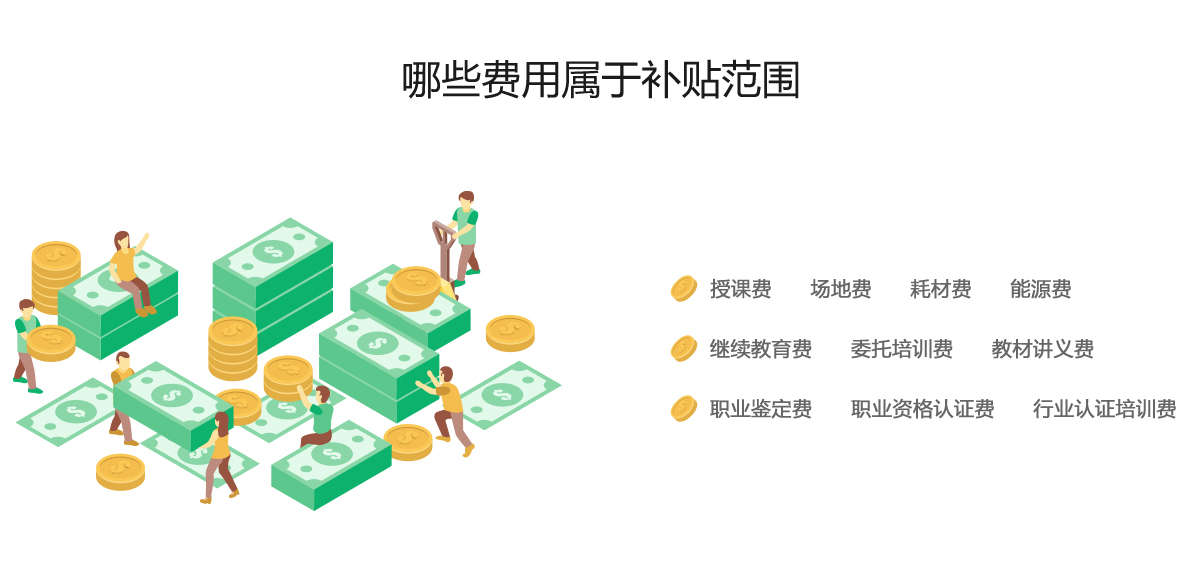 哪些费用属于补贴范围
授课费 场地费 耗材费 能源费
继续教育费 委托培训费 教材讲义费
职业鉴定费 职业资格认证费 行业认证培训费